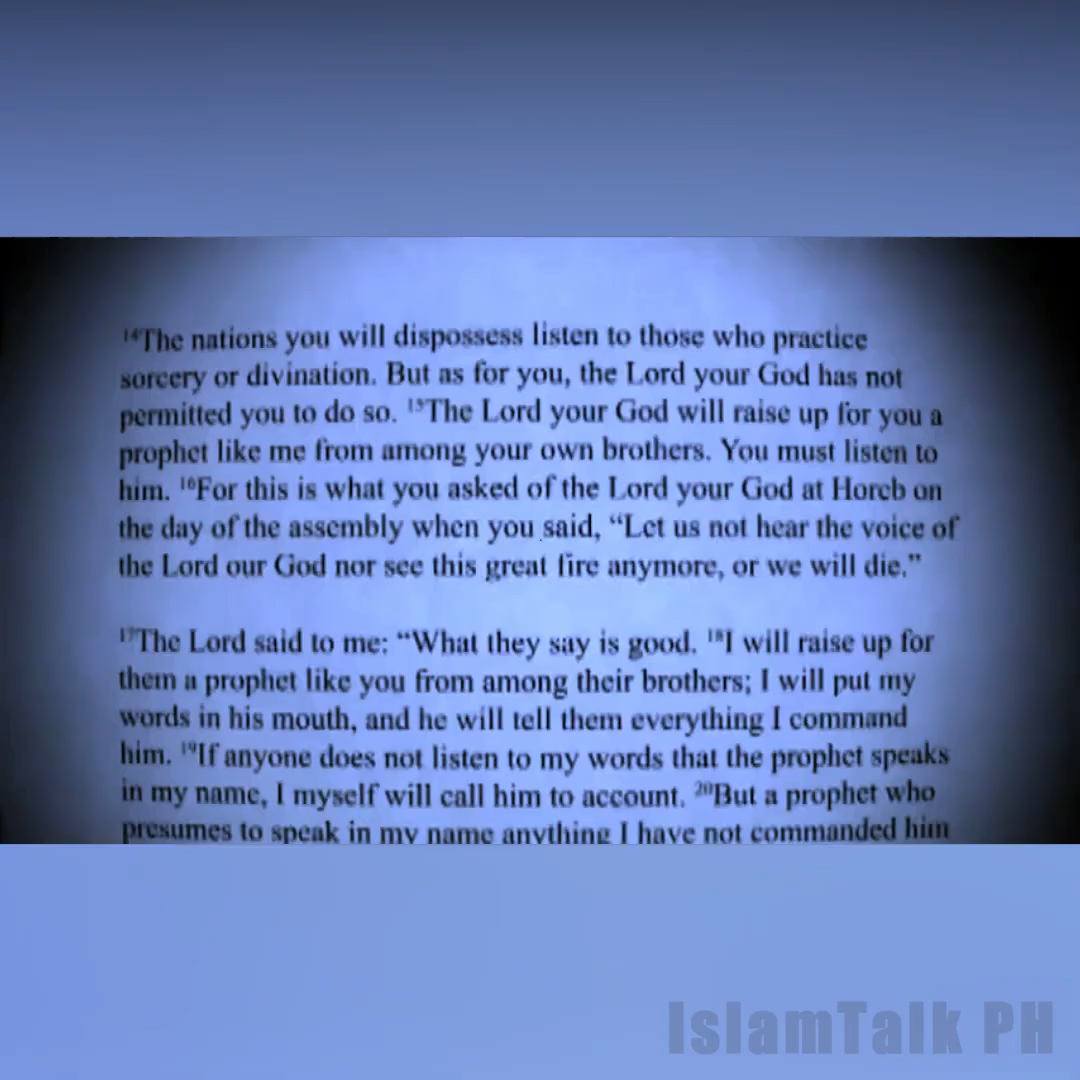 ¹⁴The nations you will dispossess listen to those who practice
sorcery or divination. But as for you, the Lord your God has not
permitted you to do so. ¹⁵The Lord your God will raise up for you a
prophet like me from among your own brothers. You must listen to
him. ¹⁶For this is what you asked of the Lord your God at Horeb on
the day of the assembly when you said, “Let us not hear the voice of
the Lord our God nor see this great fire anymore, or we will die.”
¹⁷The Lord said to me: “What they say is good. ¹⁸I will raise up for
them a prophet like you from among their brothers; I will put my
words in his mouth, and he will tell them everything I command
him. ¹⁹If anyone does not listen to my words that the prophet speaks
in my name, I myself will call him to account. ²⁰But a prophet who
presumes to speak in my name anything I have not commanded him
IslamTalk PH